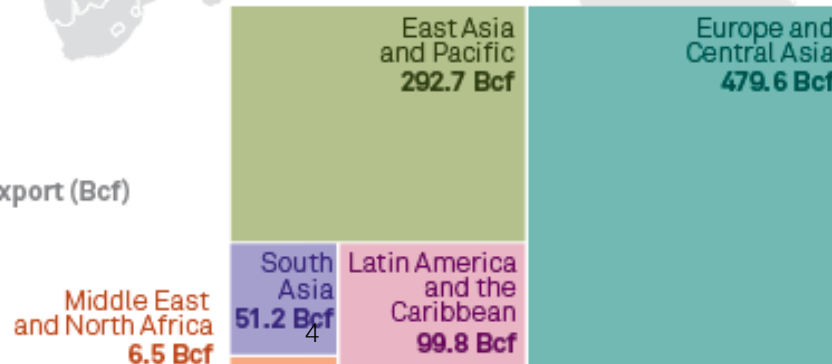 East Asia
and Pacific
292.7 Bcf
Europe and
Central Asia
479.6 Bcf
xport (Bcf)
South
Asia
51.2 Bcf
4
Latin America
and the
Caribbean
99.8 Bcf
Middle East
and North Africa
6.5 Bcf